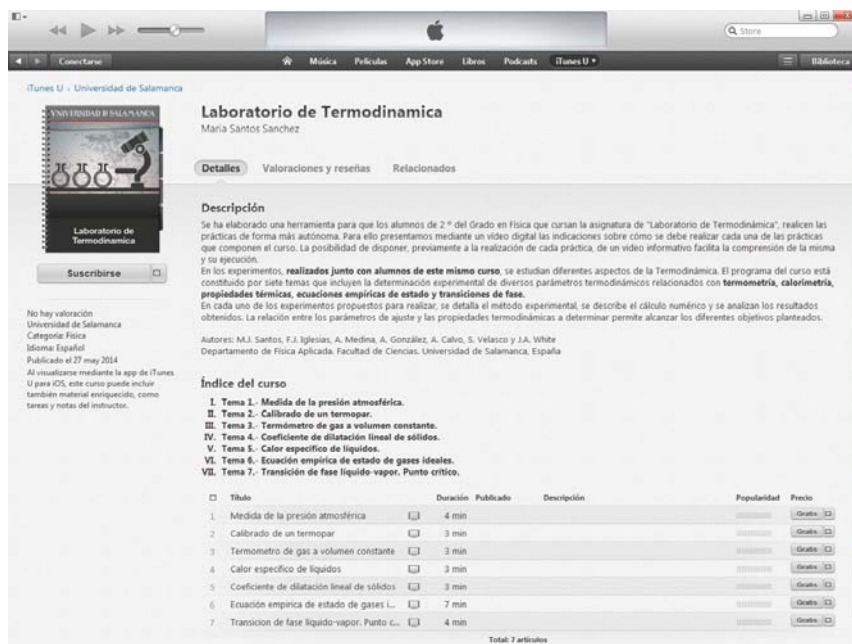 Store
Conectarse
Música Películas App Store Libros Podcasts iTunes U
Biblioteca
iTunes U › Universidad de Salamanca
VNIVERSIDAD D SALAMANCA
Laboratorio de
Termodinamica
Suscribirse
No hay valoración
Universidad de Salamanca
Categoría: Física
Idioma: Español
Publicado el 27 may 2014
Al visualizarse mediante la app de iTunes
U para iOS, este curso puede incluir
también material enriquecido, como
tareas y notas del instructor.
Laboratorio de Termodinamica
Maria Santos Sanchez
Detalles Valoraciones y reseñas Relacionados
Descripción
Se ha elaborado una herramienta para que los alumnos de 2 º del Grado en Física que cursan la asignatura de "Laboratorio de Termodinámica", realicen las
prácticas de forma más autónoma. Para ello presentamos mediante un vídeo digital las indicaciones sobre cómo se debe realizar cada una de las prácticas
que componen el curso. La posibilidad de disponer, previamente a la realización de cada práctica, de un video informativo facilita la comprensión de la misma
y su ejecución.
En los experimentos, realizados junto con alumnos de este mismo curso, se estudian diferentes aspectos de la Termodinámica. El programa del curso está
constituido por siete temas que incluyen la determinación experimental de diversos parámetros termodinámicos relacionados con termometría, calorimetría,
propiedades térmicas, ecuaciones empíricas de estado y transiciones de fase.
En cada uno de los experimentos propuestos para realizar, se detalla el método experimental, se describe el cálculo numérico y se analizan los resultados
obtenidos. La relación entre los parámetros de ajuste y las propiedades termodinámicas a determinar permite alcanzar los diferentes objetivos planteados.
Autores: M.J. Santos, F.J. Iglesias, A. Medina, A. González, A. Calvo, S. Velasco y J.A. White
Departamento de Física Aplicada. Facultad de Ciencias. Universidad de Salamanca, España
Índice del curso
I. Tema 1.- Medida de la presión atmosférica.
II. Tema 2.- Calibrado de un termopar.
III. Tema 3.- Termómetro de gas a volumen constante.
IV. Tema 4.- Coeficiente de dilatación lineal de sólidos.
V. Tema 5.- Calor específico de líquidos.
VI. Tema 6.- Ecuación empírica de estado de gases ideales.
VII. Tema 7.- Transición de fase líquido-vapor. Punto crítico.
Título Duración Publicado Descripción Popularidad Precio
1 Medida de la presión atmosférica 4 min Gratis
2 Calibrado de un termopar 3 min Gratis
3 Termometro de gas a volumen constante 3 min Gratis
4 Calor específico de líquidos 3 min Gratis
5 Coeficiente de dilatación lineal de sólidos 3 min Gratis
6 Ecuación empirica de estado de gases i... 7 min Gratis
7 Transicion de fase liquido-vapor. Punto c... 4 min Gratis
Total: 7 artículos